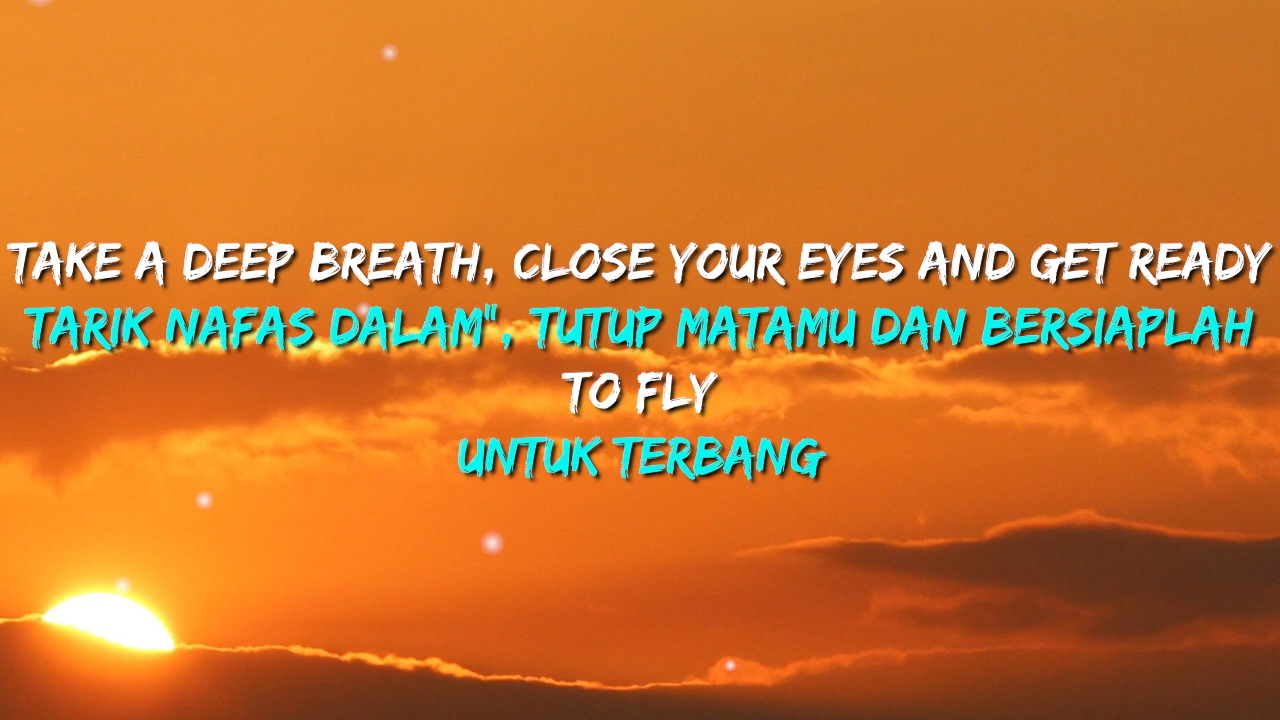 TAKE A DEEP BREATH, CLOSE YOUR EYES AND GET READY
TARIK NAFAS DALAM", TUTUP MATAMU DAN BERSIAPLAH
TO FLY
UNTUK TERBANG